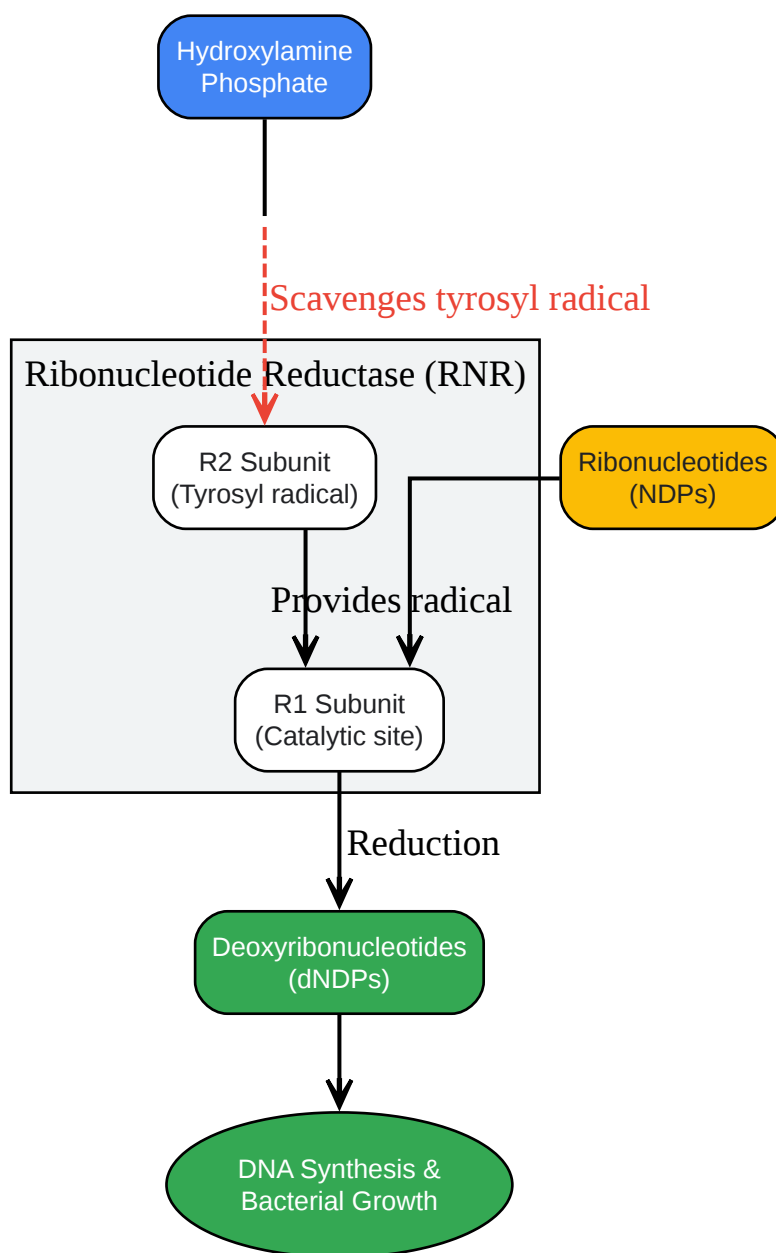 Hydroxylamine
Phosphate
Scavenges tyrosyl radical
Ribonucleotide Reductase (RNR)
R2 Subunit
(Tyrosyl radical)
Ribonucleotides
(NDPs)
Provides radical
R1 Subunit
(Catalytic site)
Reduction
Deoxyribonucleotides
(dNDPs)
DNA Synthesis &
Bacterial Growth